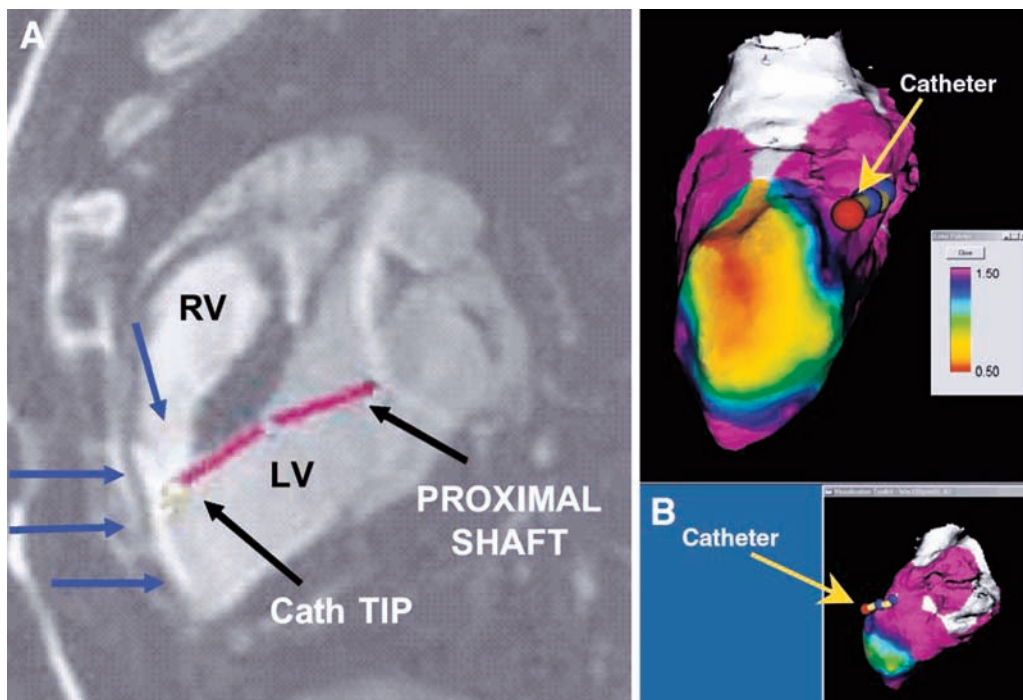 A
RV
LV
PROXIMAL
SHAFT
Cath TIP
Catheter
Close
1.50
0.50
B
Catheter